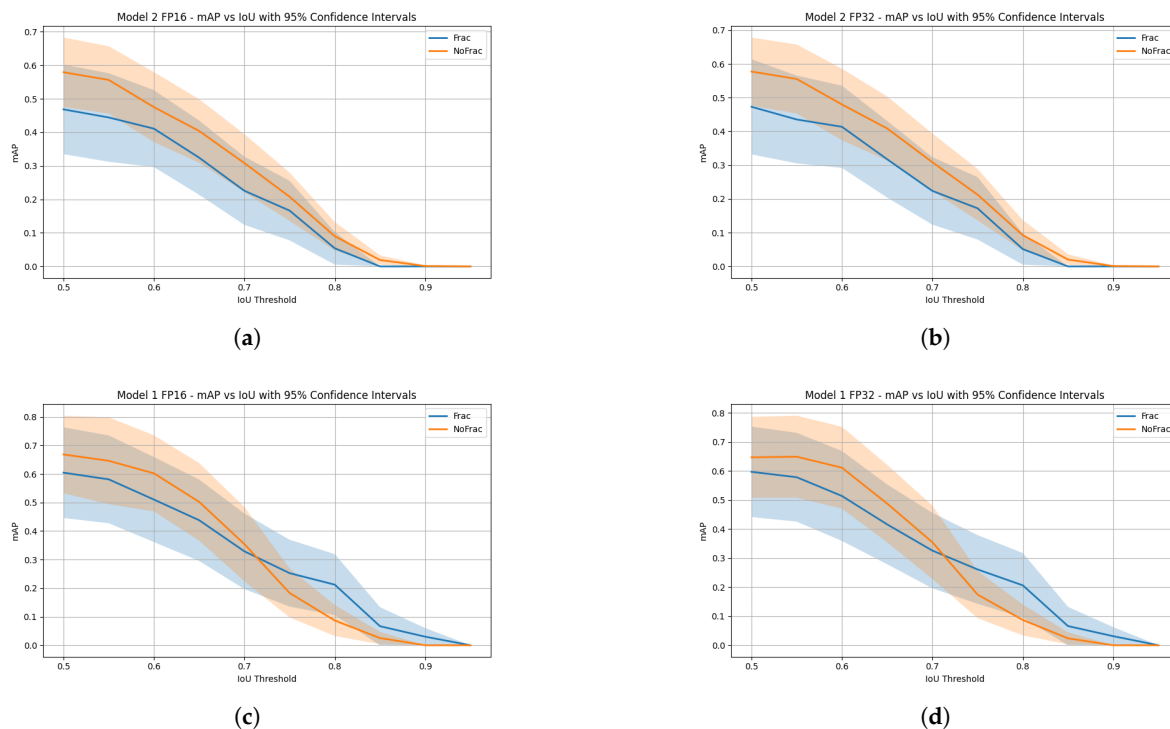 Model 2 FP16 - mAP vs IoU with 95% Confidence Intervals
Frac
NoFrac
0.7
0.6
0.5
0.4
0.3
0.2
0.1
0.0
mAP
0.5 0.6 0.7 0.8 0.9
IoU Threshold
(a)
Model 2 FP32 - mAP vs IoU with 95% Confidence Intervals
Frac
NoFrac
0.7
0.6
0.5
0.4
0.3
0.2
0.1
0.0
mAP
0.5 0.6 0.7 0.8 0.9
IoU Threshold
(b)
Model 1 FP16 - mAP vs IoU with 95% Confidence Intervals
Frac
NoFrac
0.8
0.7
0.6
0.5
0.4
0.3
0.2
0.1
0.0
mAP
0.5 0.6 0.7 0.8 0.9
IoU Threshold
(c)
Model 1 FP32 - mAP vs IoU with 95% Confidence Intervals
Frac
NoFrac
0.8
0.7
0.6
0.5
0.4
0.3
0.2
0.1
0.0
mAP
0.5 0.6 0.7 0.8 0.9
IoU Threshold
(d)